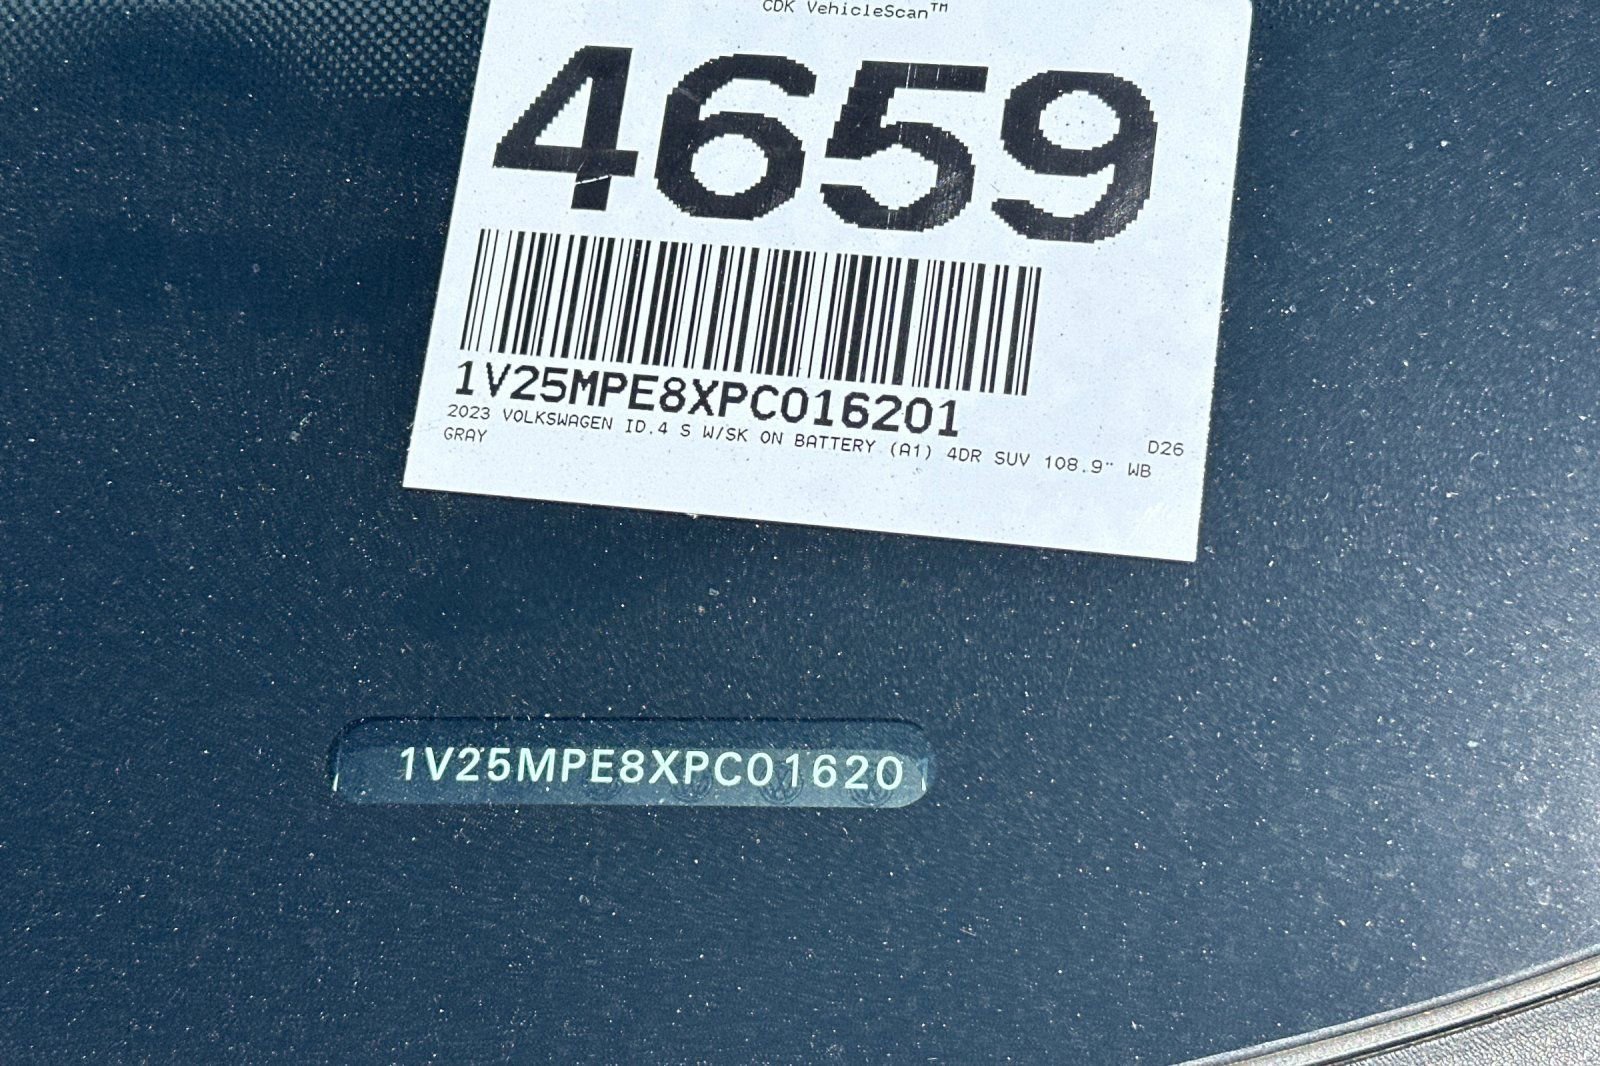 CDK VehicleScan™
4659
1V25MPE8XPC016201
2023 VOLKSWAGEN ID.4 S W/SK ON BATTERY (A1) 4DR SUV 108.9" WB
GRAY
D26
1V25MPE8XPC01620